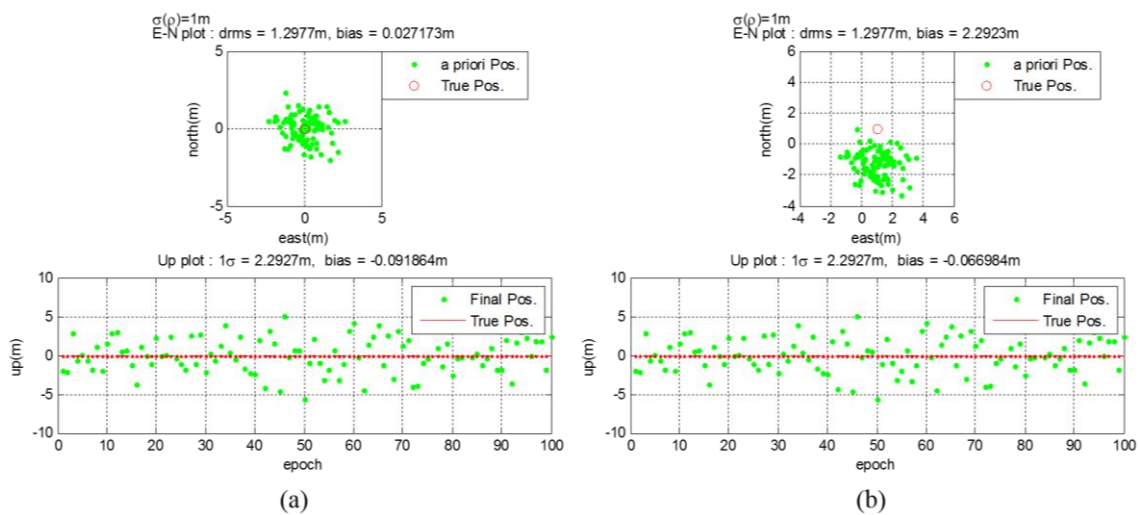 σ(ρ)=1m
E-N plot : drms = 1.2977m, bias = 0.027173m
5
0
-5
north(m)
-5 0 5
east(m)
a priori Pos.
True Pos.
Up plot : 1σ = 2.2927m, bias = -0.091864m
10
5
0
-5
-10
up(m)
Final Pos.
True Pos.
0 10 20 30 40 50 60 70 80 90 100
epoch
(a)
σ(ρ)=1m
E-N plot : drms = 1.2977m, bias = 2.2923m
6
4
2
0
-2
-4
north(m)
-4 -2 0 2 4 6
east(m)
a priori Pos.
True Pos.
Up plot : 1σ = 2.2927m, bias = -0.066984m
10
5
0
-5
-10
up(m)
Final Pos.
True Pos.
0 10 20 30 40 50 60 70 80 90 100
epoch
(b)